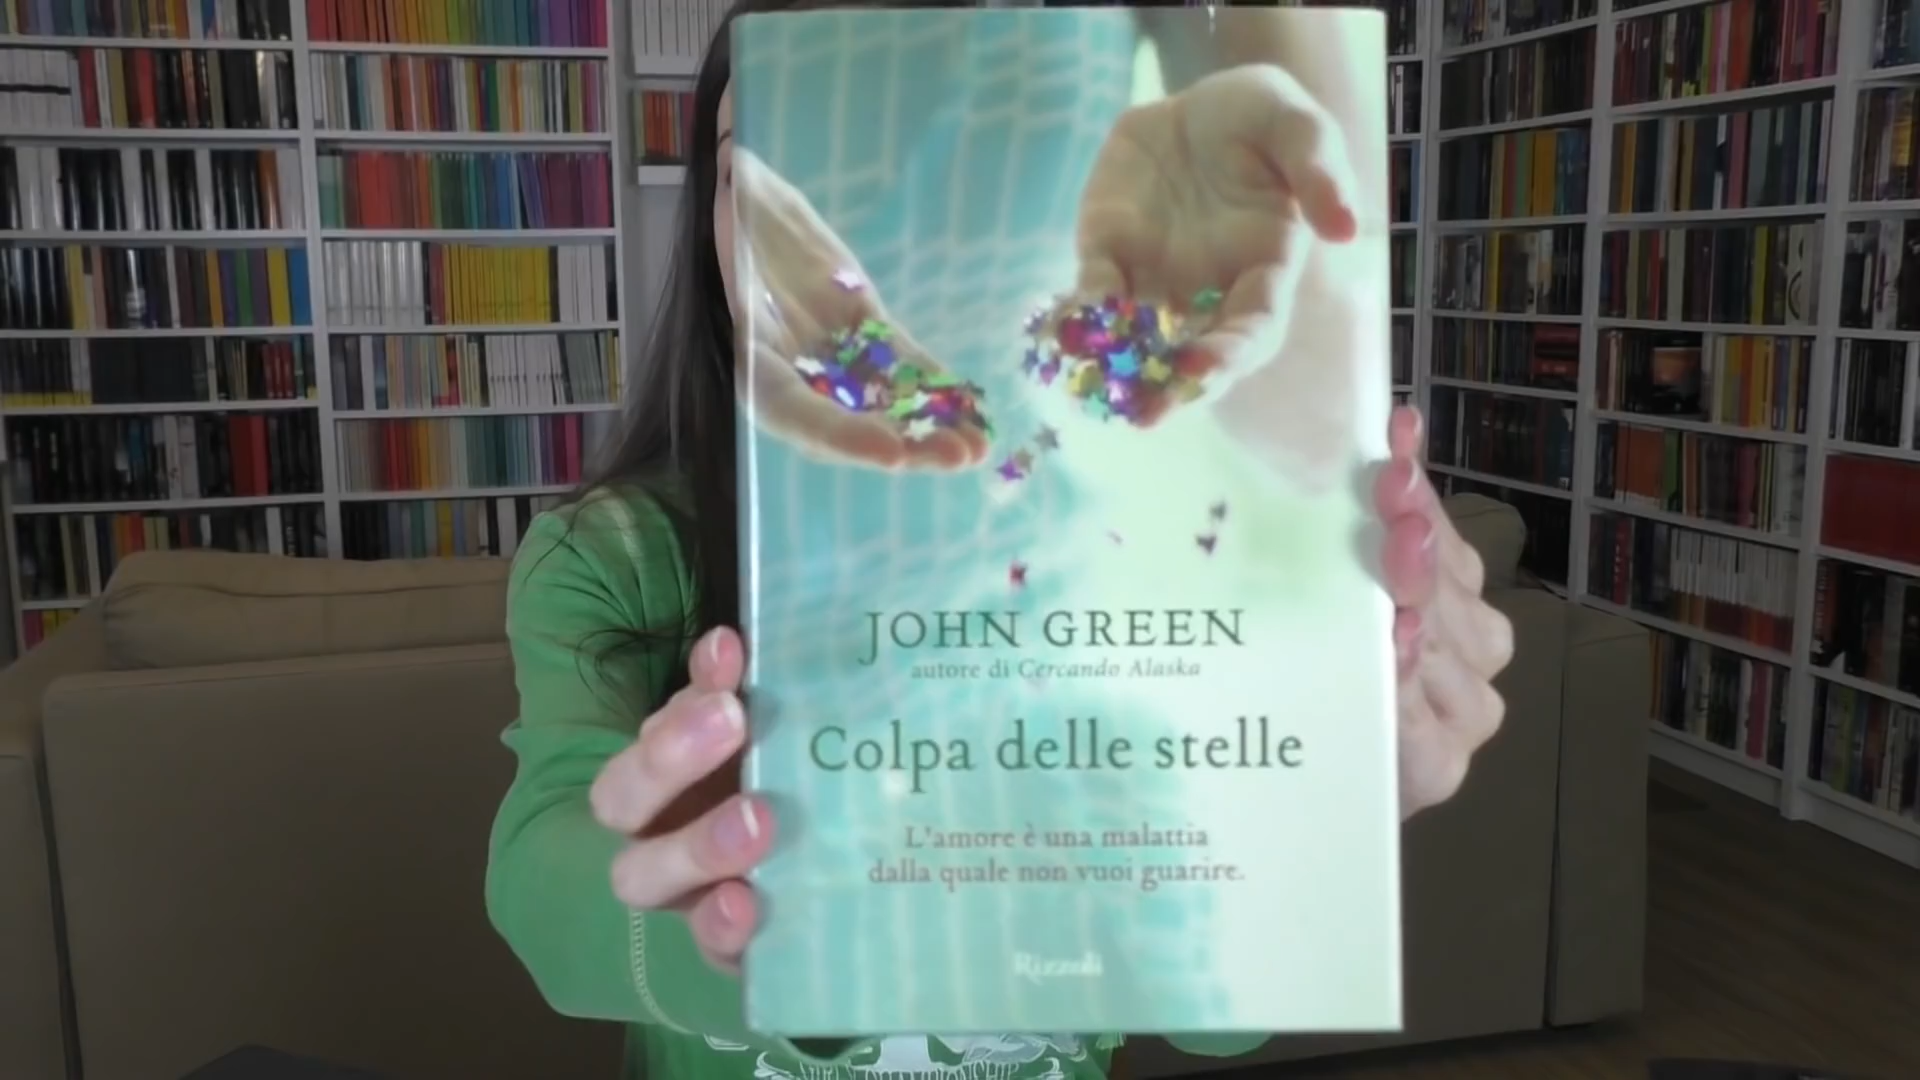 JOHN GREEN
autore di Cercando Alaska
Colpa delle stelle
L'amore è una malattia
dalla quale non vuoi guarire.
Rizzoli